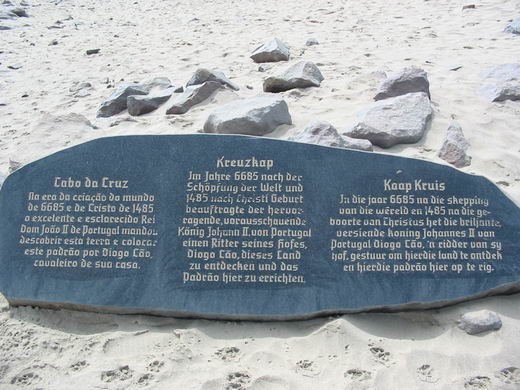 Cabo da Cruz
Na era da criação do mundo
de 6685 e de Cristo de 1485
o excelente e esclarecido Rei
Dom João II de Portugal mandou
descobrir esta terra e colocar
este padrão por Diogo Cão,
cavaleiro de sua casa.
Kreuzkap
Im Jahre 6685 nach der
Schöpfung der Welt und
1485 nach Christi Geburt
beauftragte der hervor-
ragende, vorausschauende
König Johann II. von Portugal
einen Ritter seines Hofes,
Diogo Cão, dieses Land
zu entdecken und das
Padrão hier zu errichten.
Kaap Kruis
In die jaar 6685 na die skepping
van die wêreld en 1485 na die ge-
boorte van Christus het die briljante,
versiende koning Johannes II van
Portugal Diogo Cão, 'n ridder van sy
hof, gestuur om hierdie land te ontdek
en hierdie padrão hier op te rig.